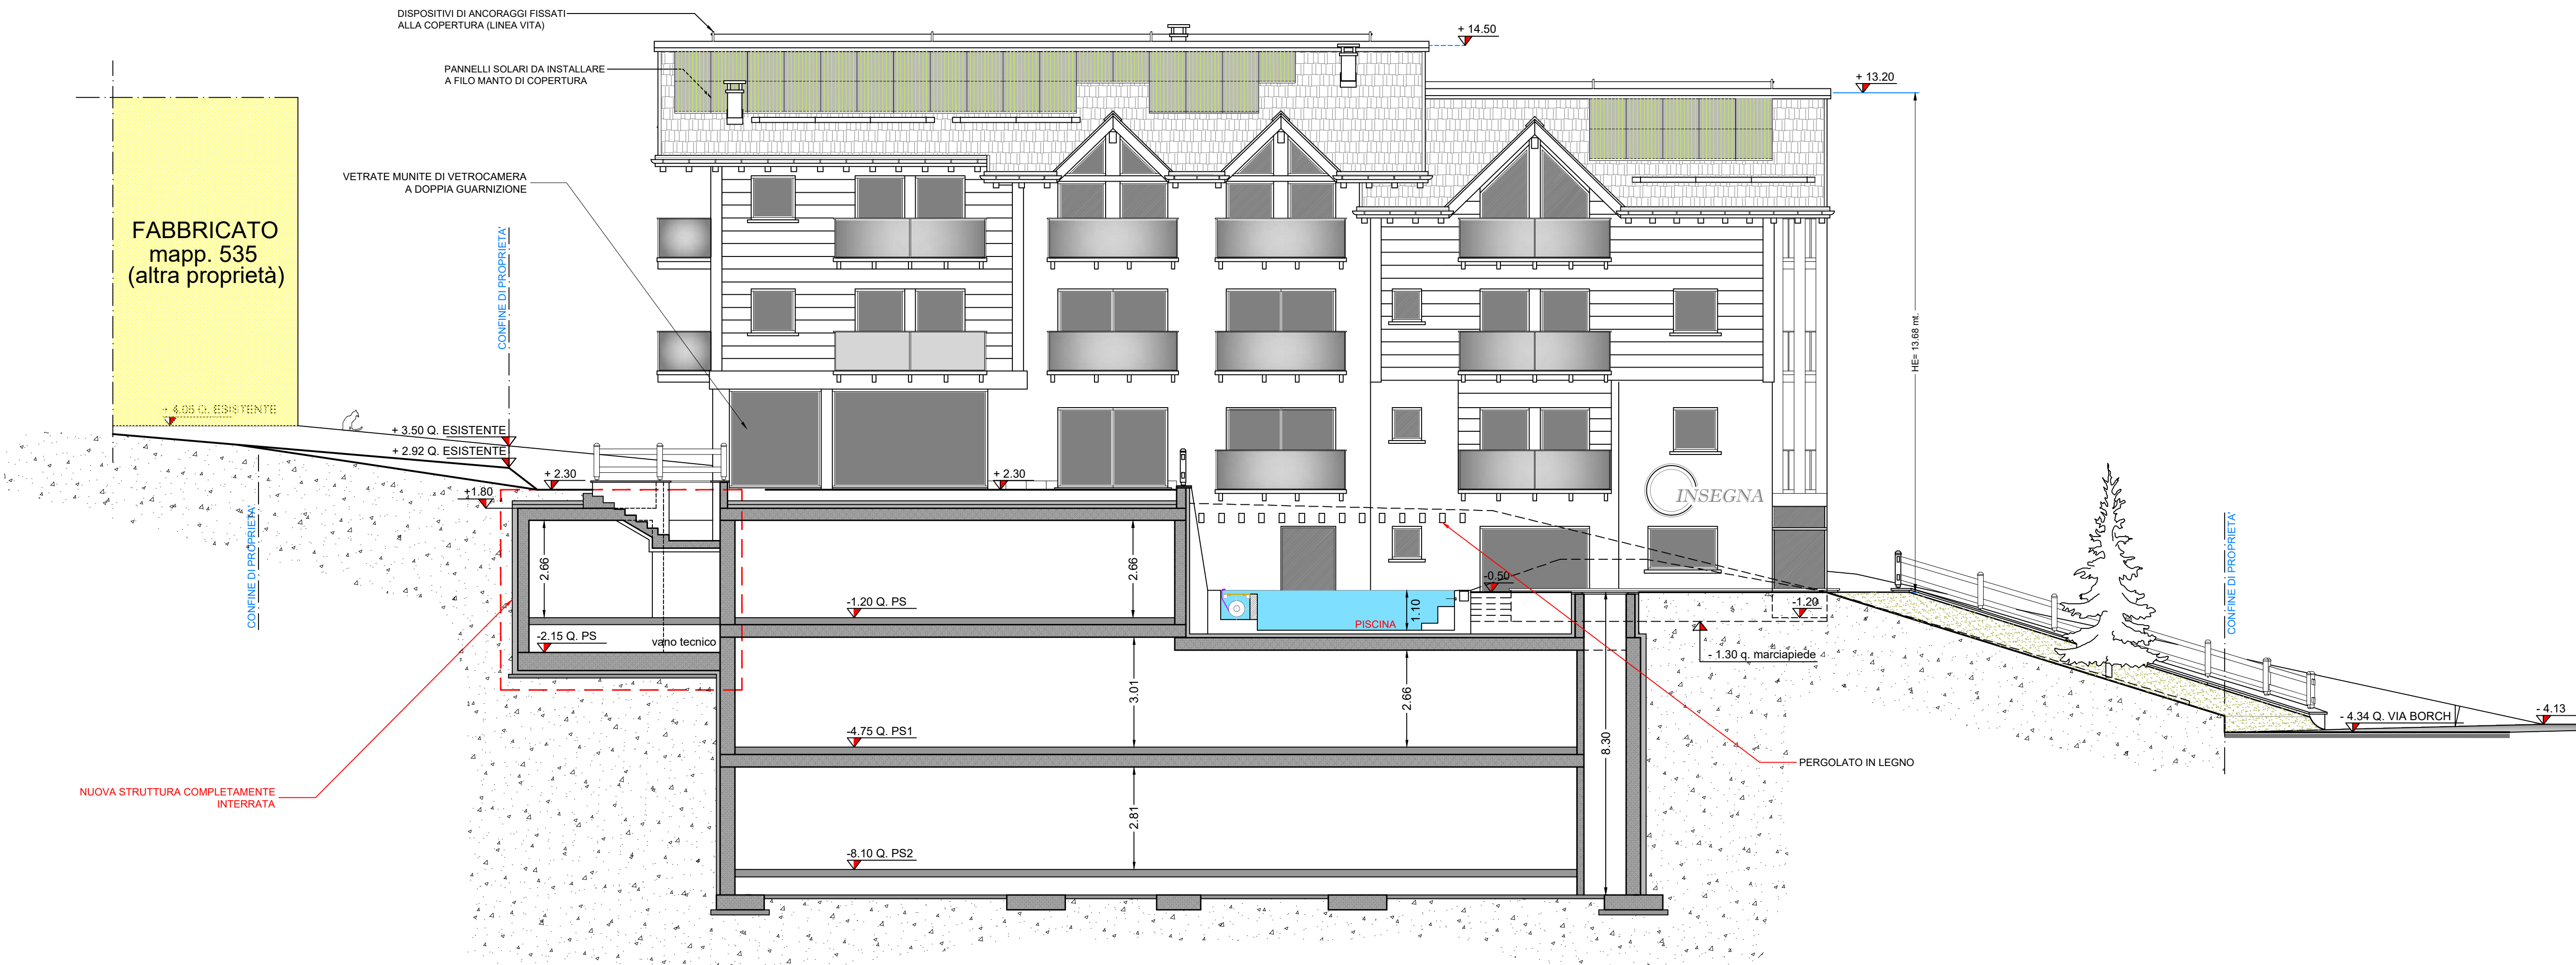 DISPOSITIVI DI ANCORAGGI FISSATI
ALLA COPERTURA (LINEA VITA)
+ 14.50
PANNELLI SOLARI DA INSTALLARE
A FILO MANTO DI COPERTURA
+ 13.20
VETRATE MUNITE DI VETROCAMERA
A DOPPIA GUARNIZIONE
FABBRICATO
mapp. 535
(altra proprietà)
CONFINE DI PROPRIETA'
HE= 13.68 mt.
+ 4.05 Q. ESISTENTE
+ 3.50 Q. ESISTENTE
+ 2.92 Q. ESISTENTE
+ 2.30
+ 2.30
+1.80
INSEGNA
CONFINE DI PROPRIETA'
CONFINE DI PROPRIETA'
2.66
2.66
-0.50
1.10
PISCINA
-1.20 Q. PS
-1.20
-2.15 Q. PS
vano tecnico
- 1.30 q. marciapiede
3.01
2.66
- 4.34 Q. VIA BORCH
- 4.13
-4.75 Q. PS1
8.30
PERGOLATO IN LEGNO
NUOVA STRUTTURA COMPLETAMENTE
INTERRATA
2.81
-8.10 Q. PS2